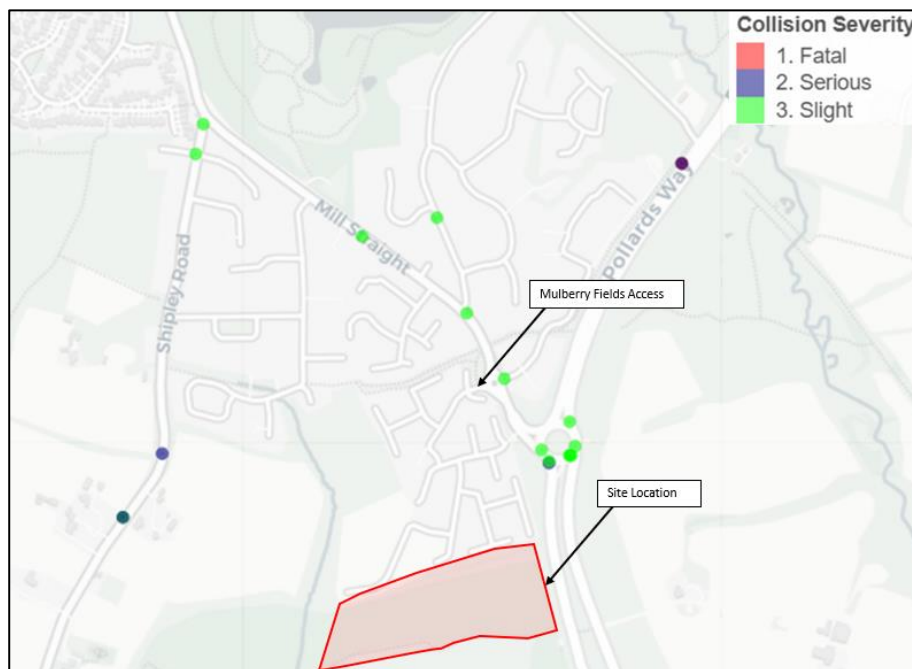 Collision Severity
1. Fatal
2. Serious
3. Slight
Pollards Way
Mill Straight
Shipley Road
Mulberry Fields Access
Site Location